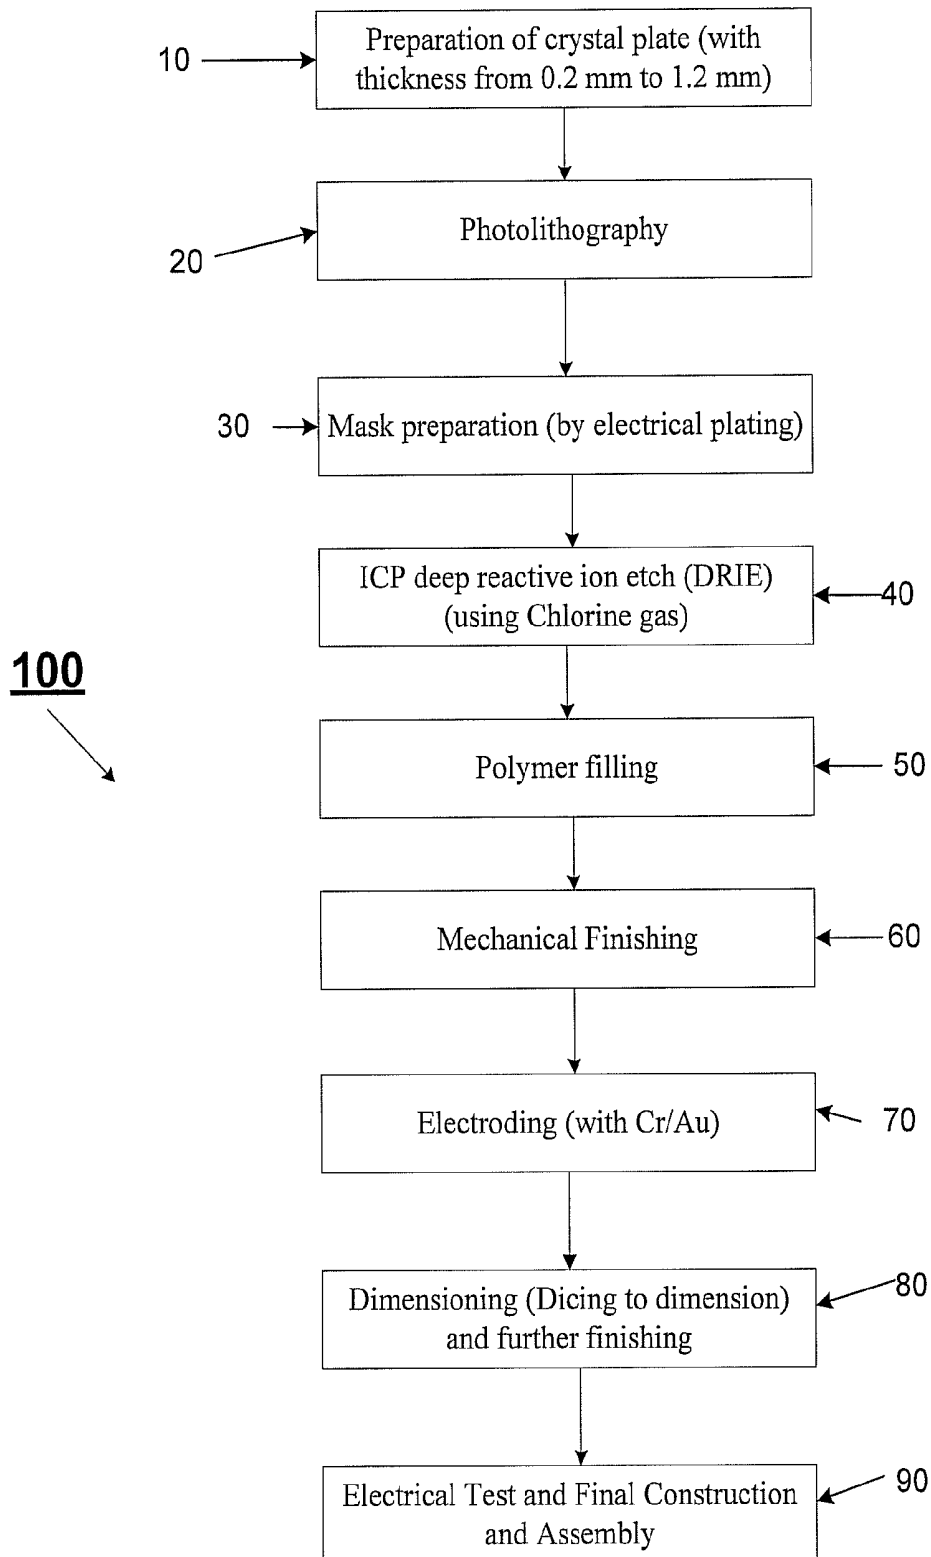 Preparation of crystal plate (with
thickness from 0.2 mm to 1.2 mm)
10
Photolithography
20
Mask preparation (by electrical plating)
30
ICP deep reactive ion etch (DRIE)
(using Chlorine gas)
40
100
Polymer filling
50
Mechanical Finishing
60
Electroding (with Cr/Au)
70
Dimensioning (Dicing to dimension)
and further finishing
80
Electrical Test and Final Construction
and Assembly
90